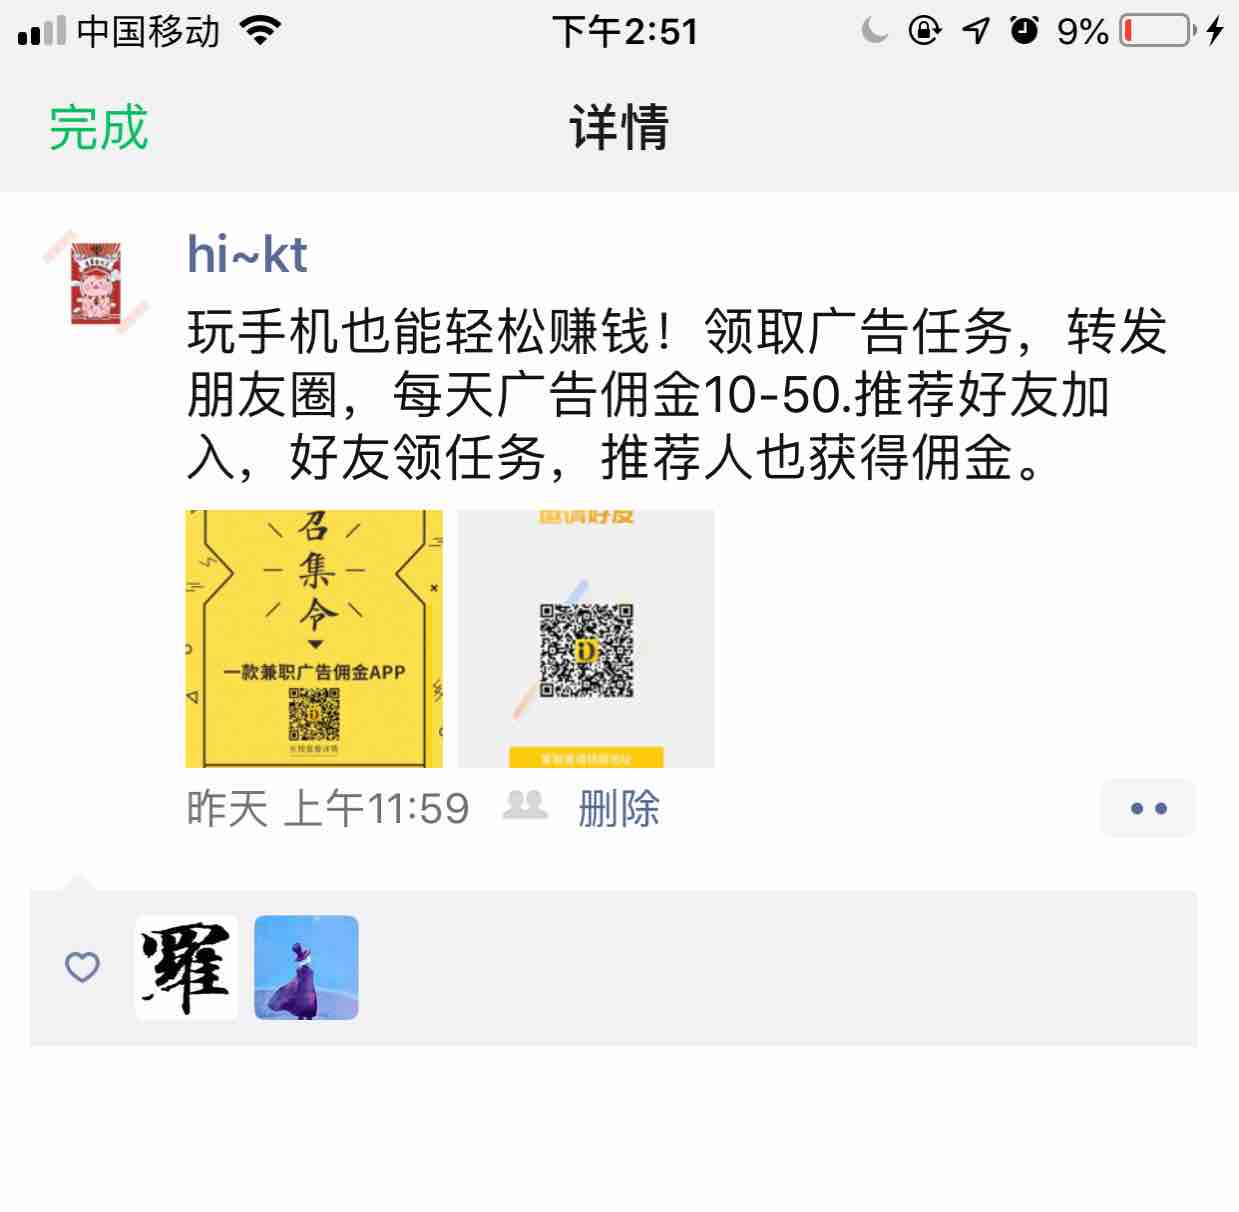 中国移动
下午2:51
9%
完成
详情
hi~kt
玩手机也能轻松赚钱！领取广告任务，转发
朋友圈，每天广告佣金10-50.推荐好友加
入，好友领任务，推荐人也获得佣金。
召
集
令
一款兼职广告佣金APP
邀请好友
昨天 上午11:59
删除
羅